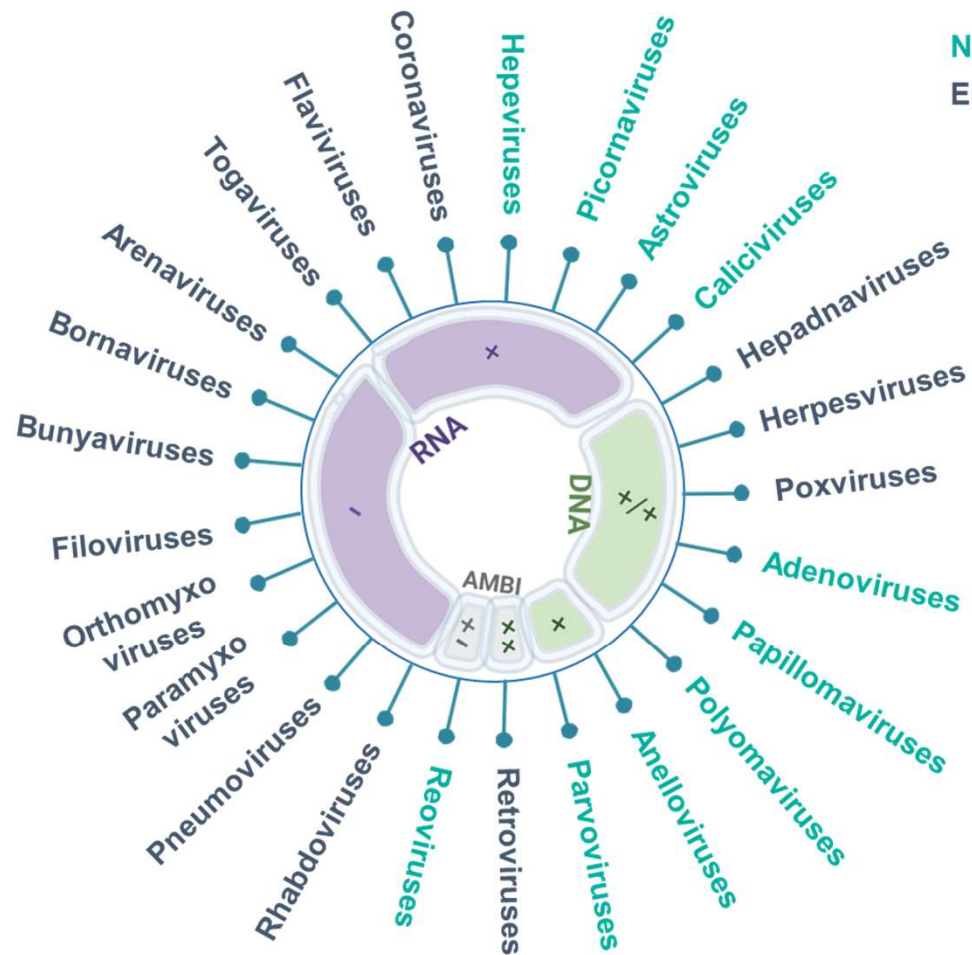 Coronaviruses
Hepeviruses
Picornaviruses
Astroviruses
Caliciviruses
Hepadnaviruses
Herpesviruses
Poxviruses
Adenoviruses
Papillomaviruses
Polyomaviruses
Anelloviruses
Parvoviruses
Retroviruses
Reoviruses
Rhabdoviruses
Pneumoviruses
Paramyxo
viruses
Orthomyxo
viruses
Filoviruses
Bunyaviruses
Bornaviruses
Arenaviruses
Togaviruses
Flaviviruses
N
+
RNA
-
DNA
+/+
AMBI
+
-
+
+
+